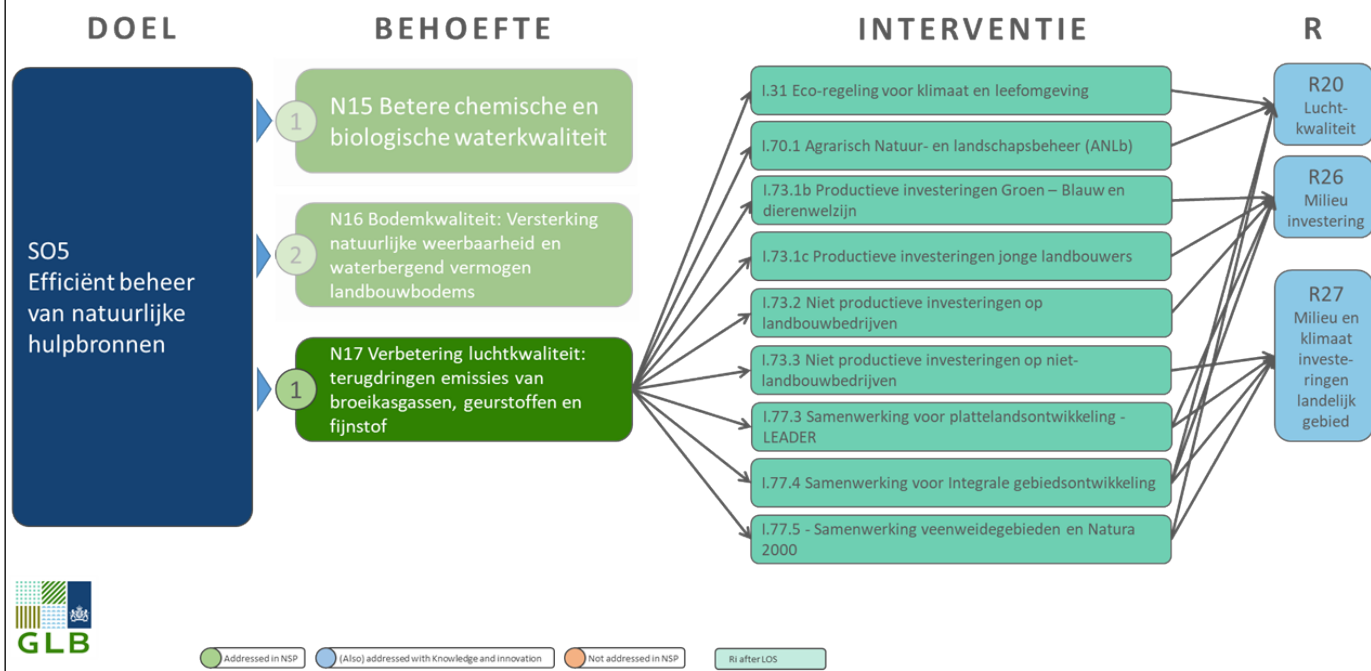 DOEL
BEHOEFTE
INTERVENTIE
R
SO5
Efficiënt beheer
van natuurlijke
hulpbronnen
1
N15 Betere chemische en
biologische waterkwaliteit
2
N16 Bodemkwaliteit: Versterking
natuurlijke weerbaarheid en
waterbergend vermogen
landbouwbodems
1
N17 Verbetering luchtkwaliteit:
terugdringen emissies van
broeikasgassen, geurstoffen en
fijnstof
I.31 Eco-regeling voor klimaat en leefomgeving
I.70.1 Agrarisch Natuur- en landschapsbeheer (ANLb)
I.73.1b Productieve investeringen Groen – Blauw en
dierenwelzijn
I.73.1c Productieve investeringen jonge landbouwers
I.73.2 Niet productieve investeringen op
landbouwbedrijven
I.73.3 Niet productieve investeringen op niet-
landbouwbedrijven
I.77.3 Samenwerking voor plattelandsontwikkeling -
LEADER
I.77.4 Samenwerking voor Integrale gebiedsontwikkeling
I.77.5 - Samenwerking veenweidegebieden en Natura
2000
R20
Lucht-
kwaliteit
R26
Milieu
investering
R27
Milieu en
klimaat
investe-
ringen
landelijk
gebied
GLB
Addressed in NSP
(Also) addressed with Knowledge and innovation
Not addressed in NSP
Ri after LOS